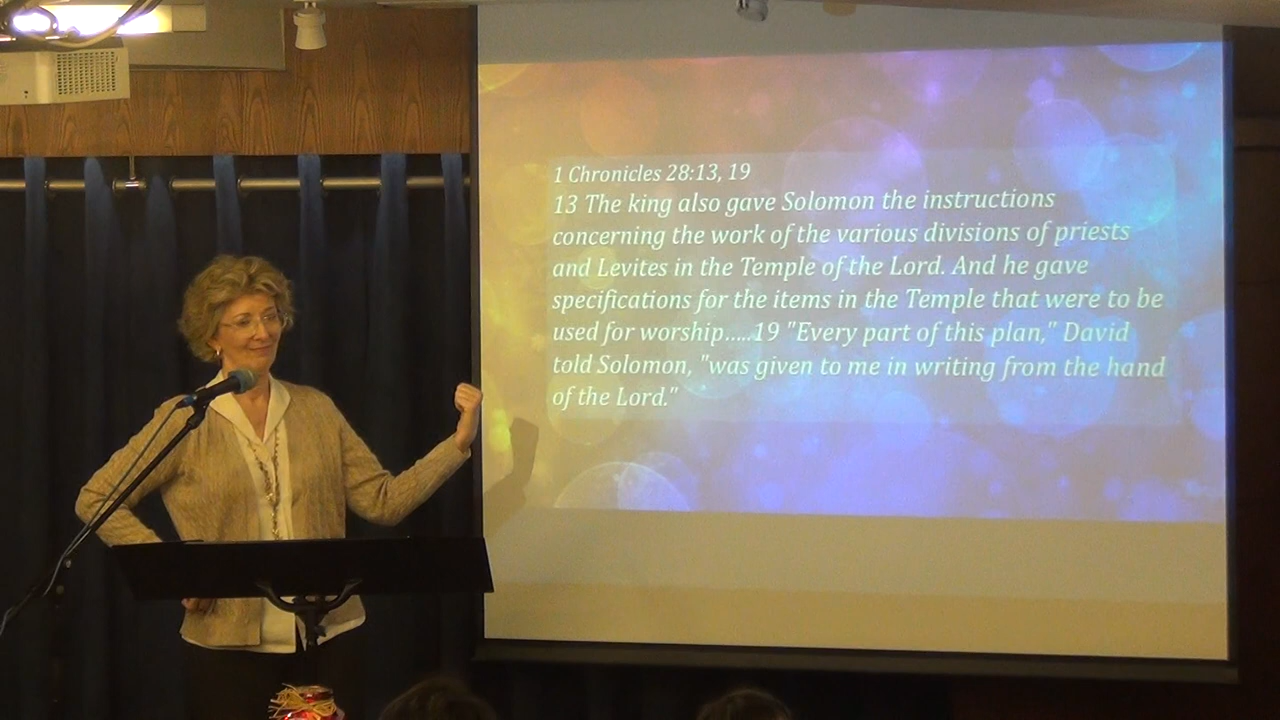 1 Chronicles 28:13, 19
13 The king also gave Solomon the instructions
concerning the work of the various divisions of priests
and Levites in the Temple of the Lord. And he gave
specifications for the items in the Temple that were to be
used for worship.....19 "Every part of this plan," David
told Solomon, "was given to me in writing from the hand
of the Lord."